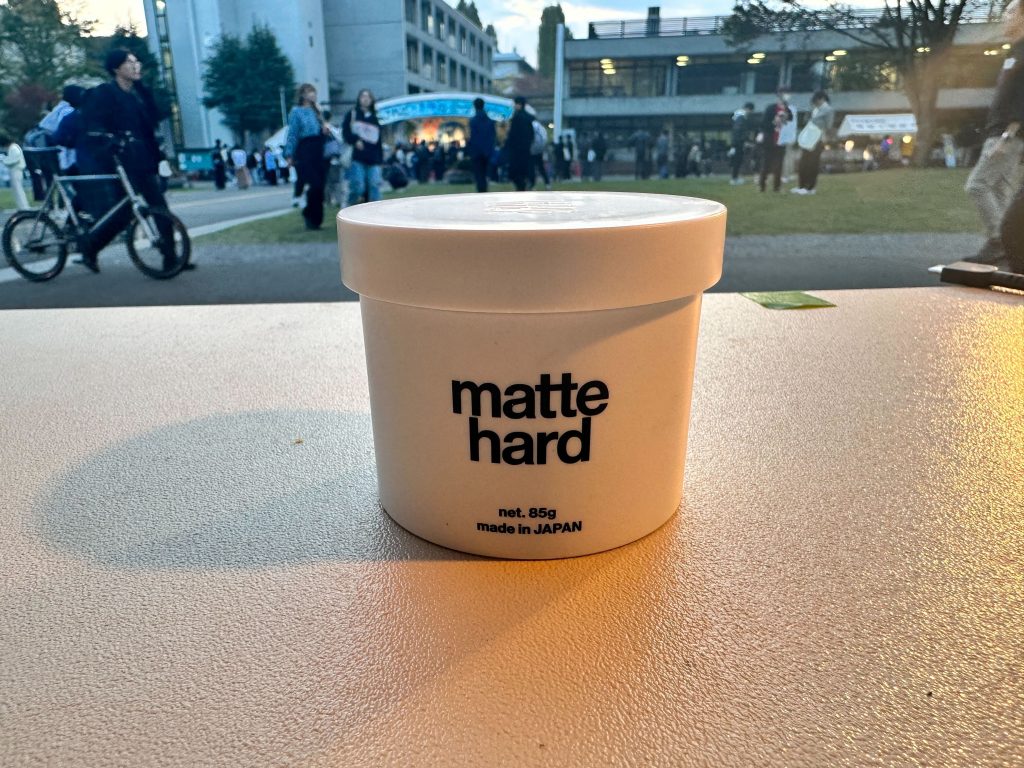 matte
hard
net. 85g
made in JAPAN